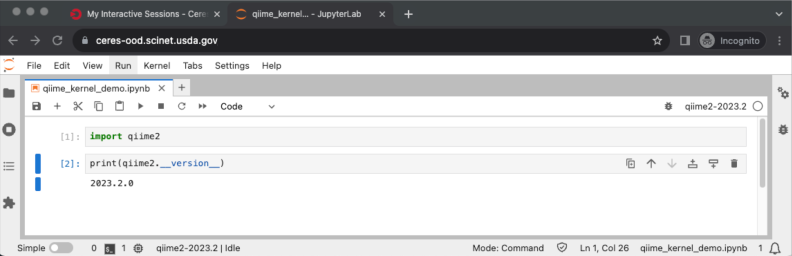 My Interactive Sessions - Cere
qiime_kernel... - JupyterLab
ceres-ood.scinet.usda.gov
Incognito
File Edit View Run Kernel Tabs Settings Help
qiime_kernel_demo.ipynb
Code
qiime2-2023.2
[1]: import qiime2
[2]: print(qiime2.__version__)
2023.2.0
Simple 0 1 qiime2-2023.2 | Idle Mode: Command Ln 1, Col 26 qiime_kernel_demo.ipynb 1